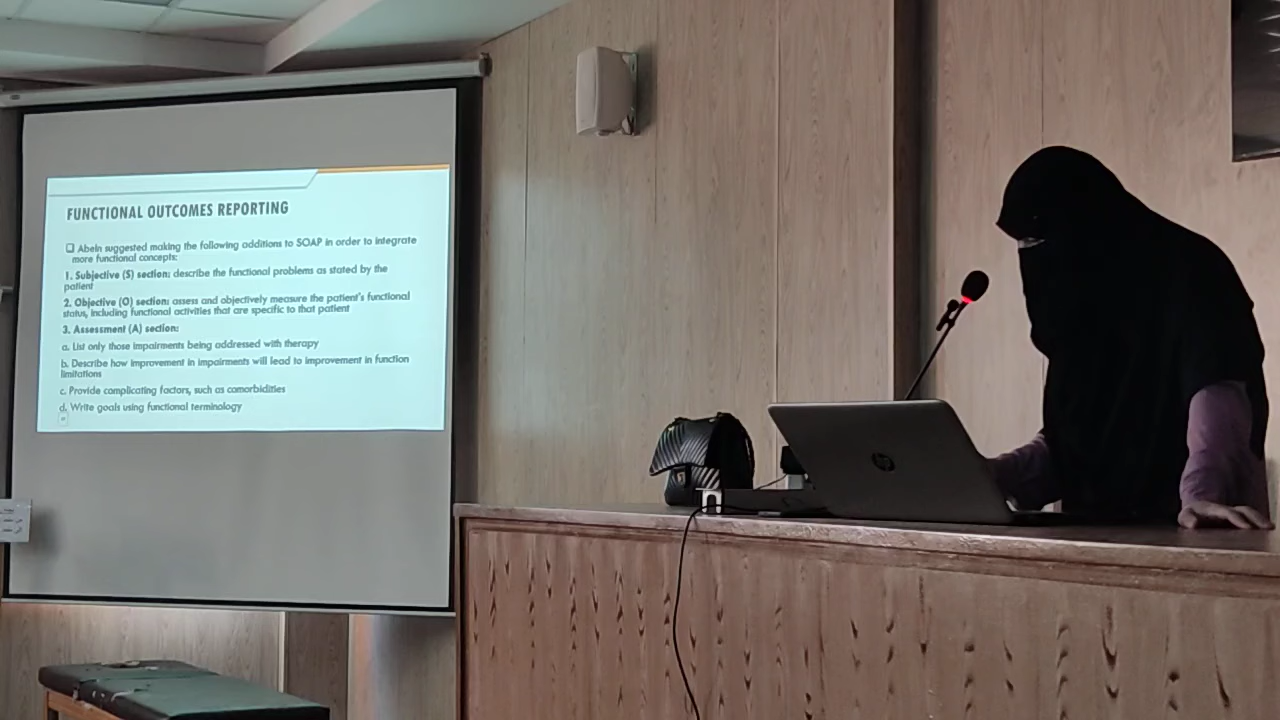 FUNCTIONAL OUTCOMES REPORTING
❑ Abeln suggested making the following additions to SOAP in order to integrate
more functional concepts:
1. Subjective (S) section: describe the functional problems as stated by the
patient
2. Objective (O) section: assess and objectively measure the patient's functional
status, including functional activities that are specific to that patient
3. Assessment (A) section:
a. List only those impairments being addressed with therapy
b. Describe how improvement in impairments will lead to improvement in function
limitations
c. Provide complicating factors, such as comorbidities
d. Write goals using functional terminology
hp